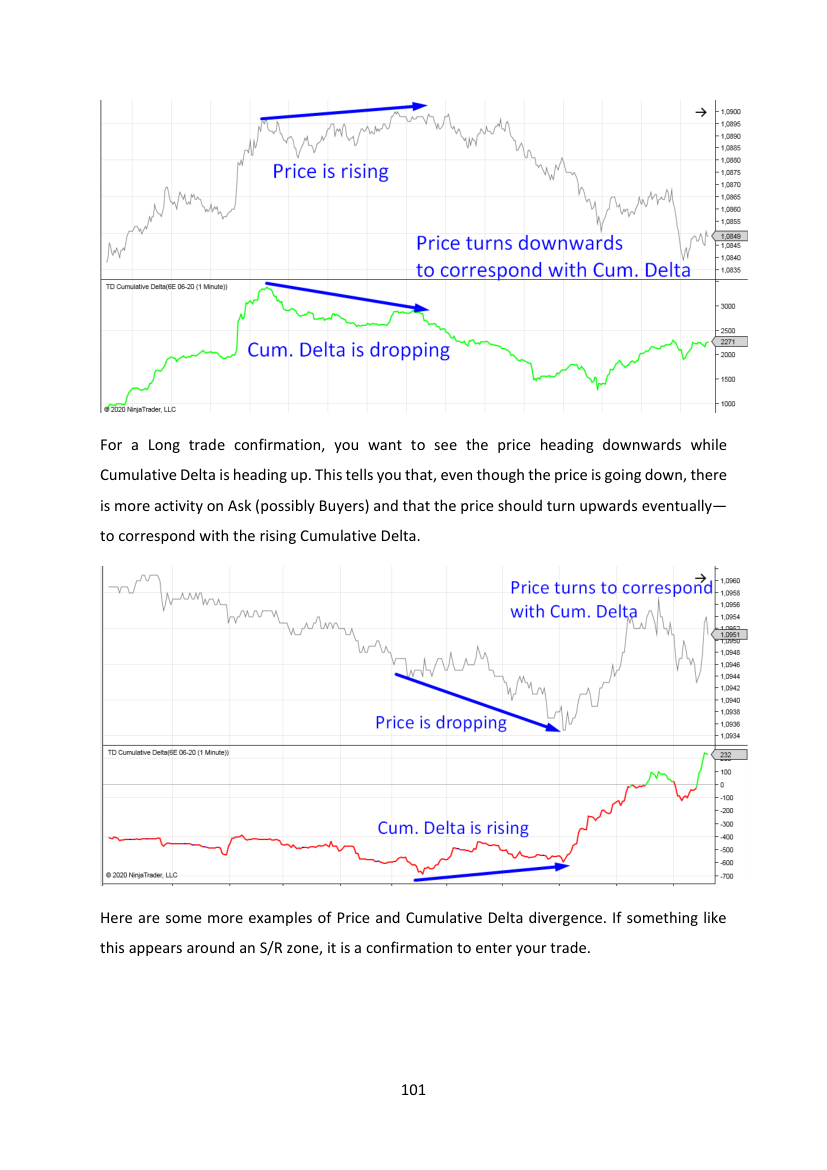 →
1,0900
1,0895
Price is rising
1,0890
1,0885
1,0880
1,0875
1,0870
1,0865
1,0860
1,0855
Price turns downwards
to correspond with Cum. Delta
1,0849
1,0845
1,0840
1,0835
TD Cumulative Delta(6E 06-20 (1 Minute))
3000
2500
Cum. Delta is dropping
2271
2000
1500
1000
© 2020 NinjaTrader, LLC
For a Long trade confirmation, you want to see the price heading downwards while
Cumulative Delta is heading up. This tells you that, even though the price is going down, there
is more activity on Ask (possibly Buyers) and that the price should turn upwards eventually—
to correspond with the rising Cumulative Delta.
→
Price turns to correspond
with Cum. Delta
1,0960
1,0958
1,0956
1,0954
1,0952
1,0951
1,0950
1,0948
1,0946
1,0944
1,0942
1,0940
1,0938
1,0936
1,0934
Price is dropping
TD Cumulative Delta(6E 06-20 (1 Minute))
232
100
0
-100
-200
-300
-400
-500
-600
-700
Cum. Delta is rising
© 2020 NinjaTrader, LLC
Here are some more examples of Price and Cumulative Delta divergence. If something like
this appears around an S/R zone, it is a confirmation to enter your trade.
101